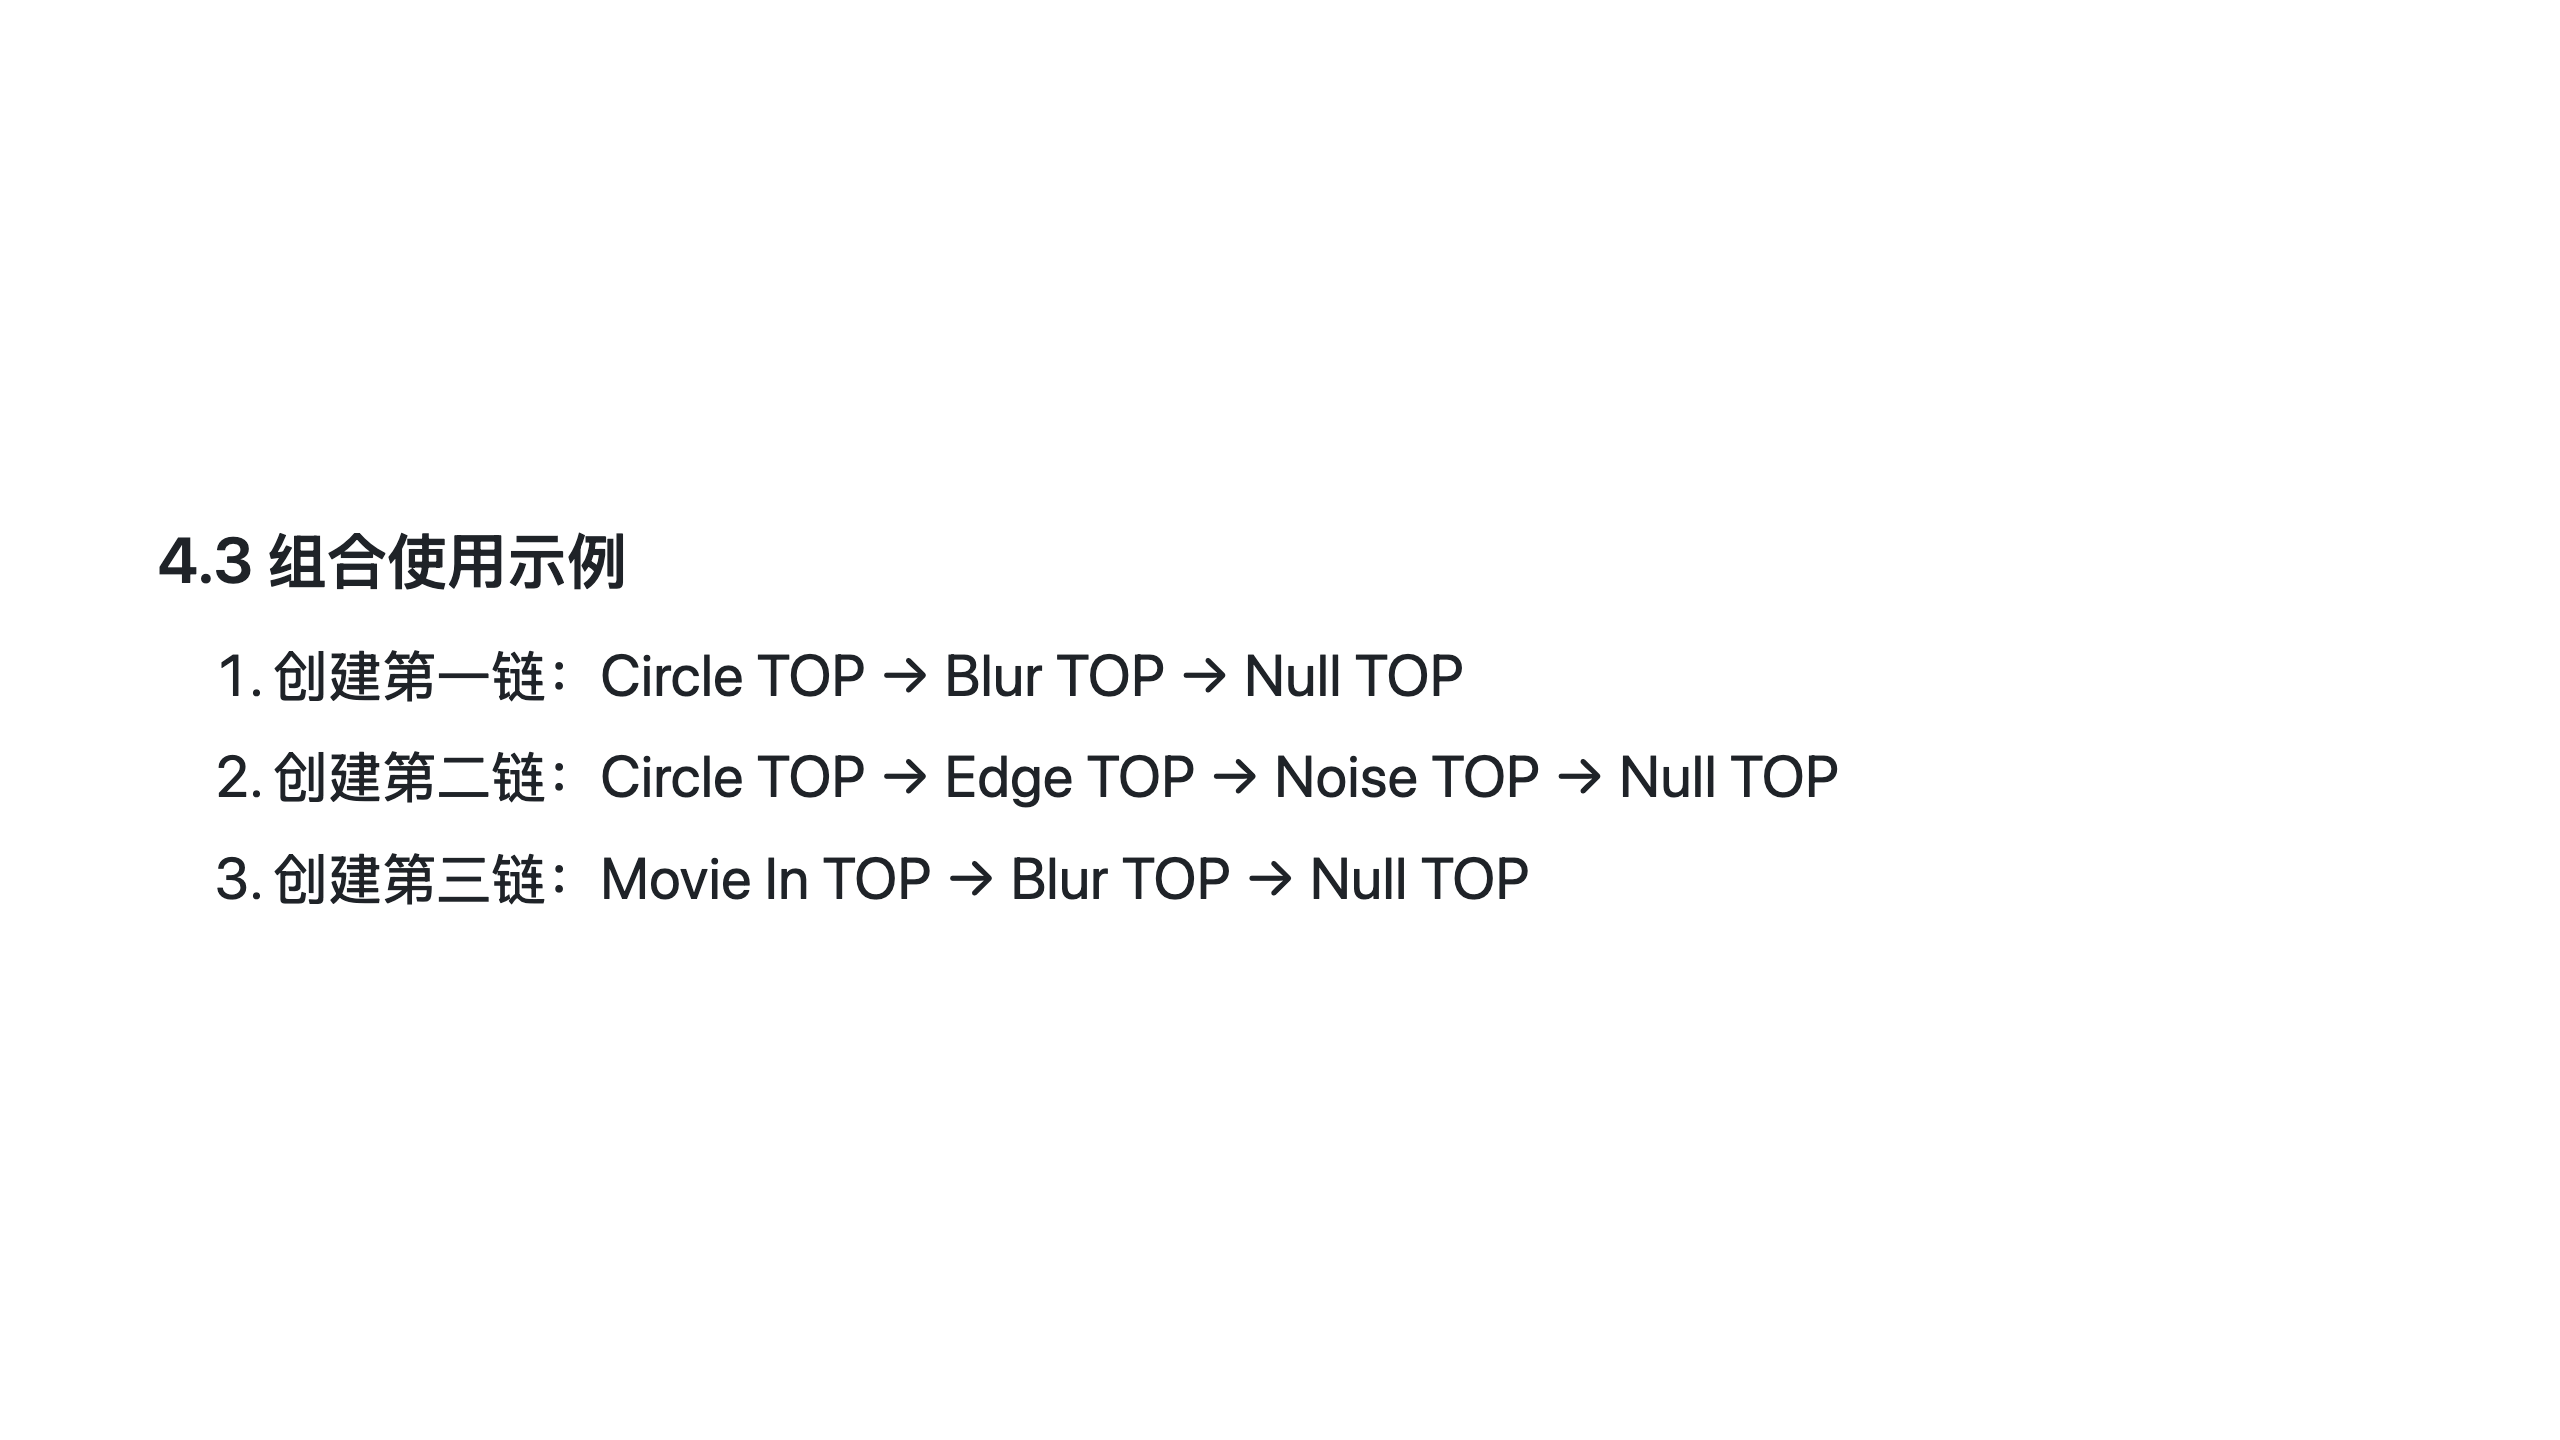 4.3 组合使用示例
1. 创建第一链：Circle TOP → Blur TOP → Null TOP
2. 创建第二链：Circle TOP → Edge TOP → Noise TOP → Null TOP
3. 创建第三链：Movie In TOP → Blur TOP → Null TOP